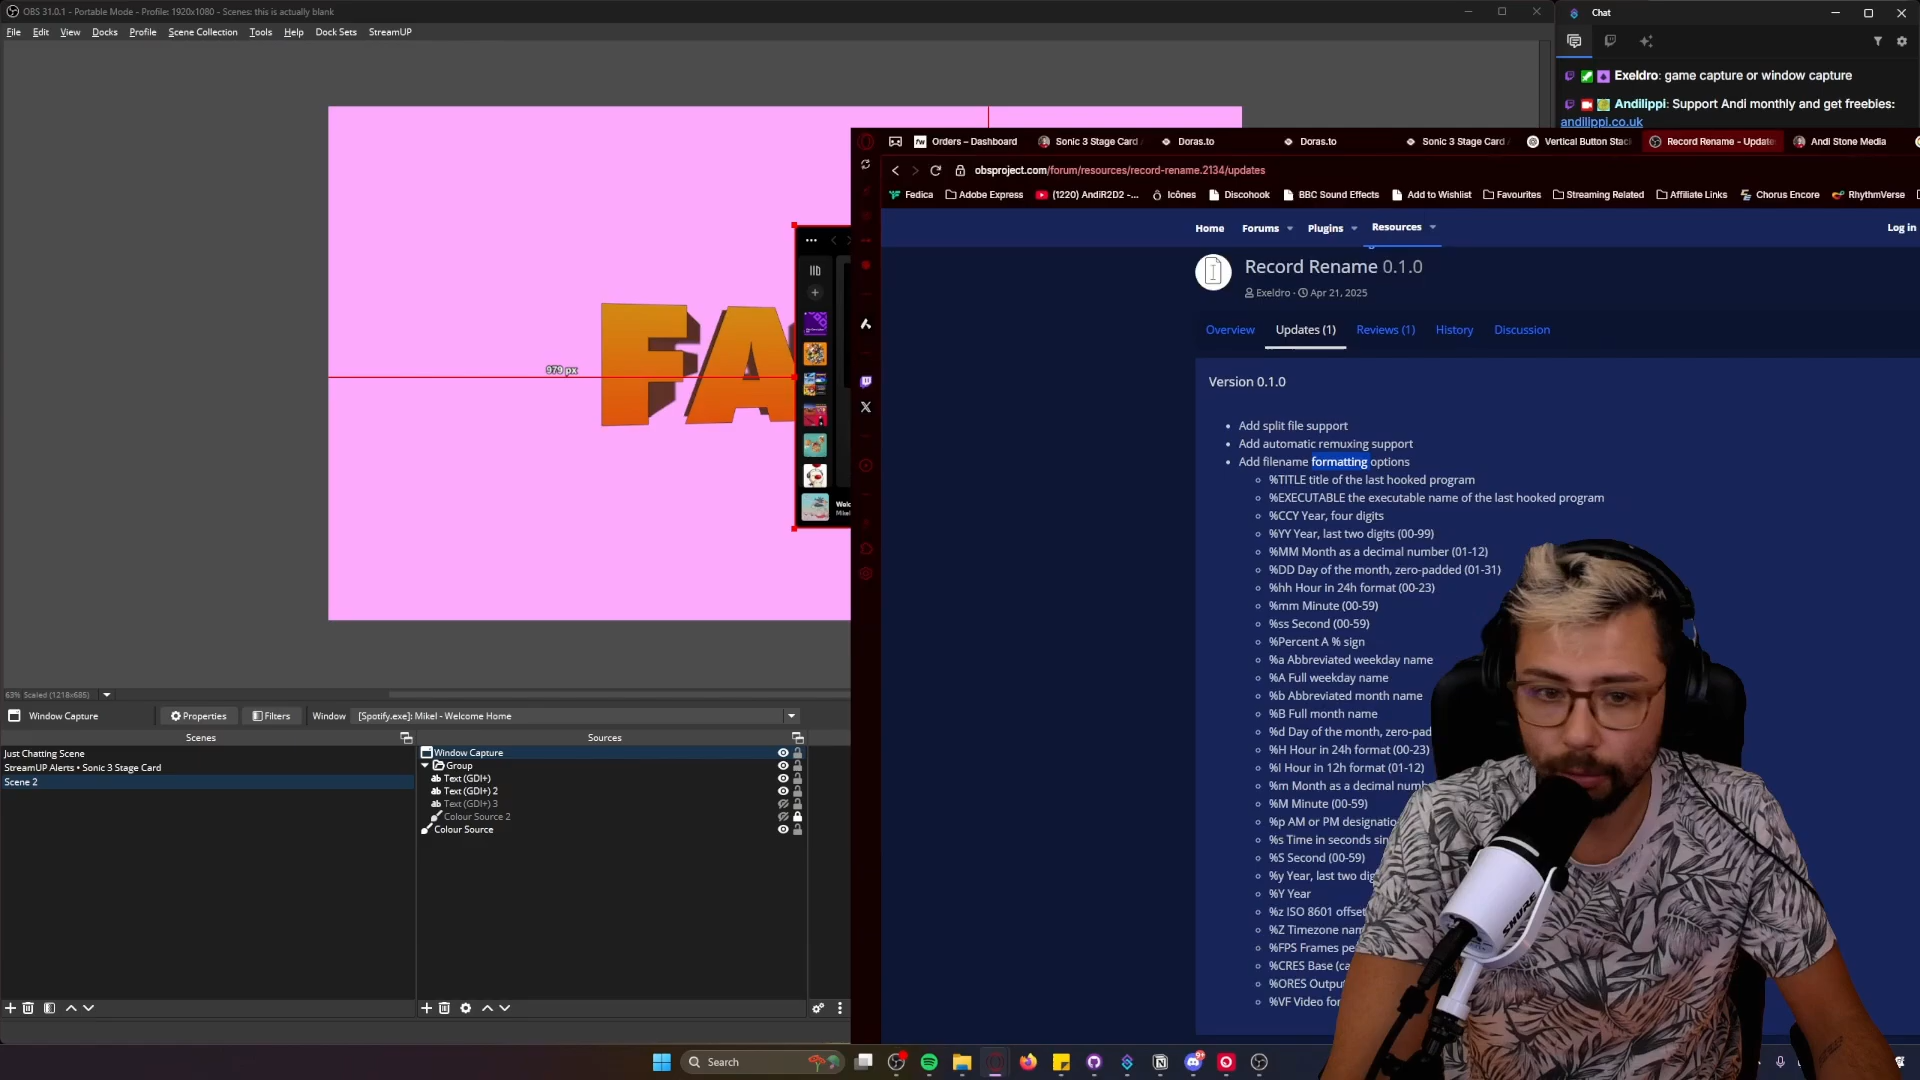 OBS 31.0.1 - Portable Mode - Profile: 1920x1080 - Scenes: this is actually blank
File Edit View Docks Profile Scene Collection Tools Help Dock Sets StreamUP
Chat
Exeldro: game capture or window capture
Andilippi: Support Andi monthly and get freebies:
andilippi.co.uk
Orders – Dashboard
Sonic 3 Stage Card
Doras.to
Doras.to
Sonic 3 Stage Card
Vertical Button Stac
Record Rename - Update
Andi Stone Media
obsproject.com/forum/resources/record-rename.2134/updates
Fedica
Adobe Express
(1220) AndiR2D2 -...
Icônes
Discohook
BBC Sound Effects
Add to Wishlist
Favourites
Streaming Related
Affiliate Links
Chorus Encore
RhythmVerse
Home Forums Plugins Resources
Log in
Record Rename 0.1.0
Exeldro · Apr 21, 2025
Overview Updates (1) Reviews (1) History Discussion
Version 0.1.0
Add split file support
Add automatic remuxing support
Add filename formatting options
%TITLE title of the last hooked program
%EXECUTABLE the executable name of the last hooked program
%CCY Year, four digits
%YY Year, last two digits (00-99)
%MM Month as a decimal number (01-12)
%DD Day of the month, zero-padded (01-31)
%hh Hour in 24h format (00-23)
%mm Minute (00-59)
%ss Second (00-59)
%Percent A % sign
%a Abbreviated weekday name
%A Full weekday name
%b Abbreviated month name
%B Full month name
%d Day of the month, zero-pad
%H Hour in 24h format (00-23)
%I Hour in 12h format (01-12)
%m Month as a decimal numb
%M Minute (00-59)
%p AM or PM designatio
%s Time in seconds sin
%S Second (00-59)
%y Year, last two dig
%Y Year
%z ISO 8601 offset
%Z Timezone nam
%FPS Frames pe
%CRES Base (ca
%ORES Outpu
%VF Video fo
979 px
FA
Welc
Mikel
63% Scaled (1218x685)
Window Capture
Properties
Filters
Window
[Spotify.exe]: Mikel - Welcome Home
Scenes
Just Chatting Scene
StreamUP Alerts • Sonic 3 Stage Card
Scene 2
Sources
Window Capture
Group
Text (GDI+)
Text (GDI+) 2
Text (GDI+) 3
Colour Source 2
Colour Source
SHURE
Search